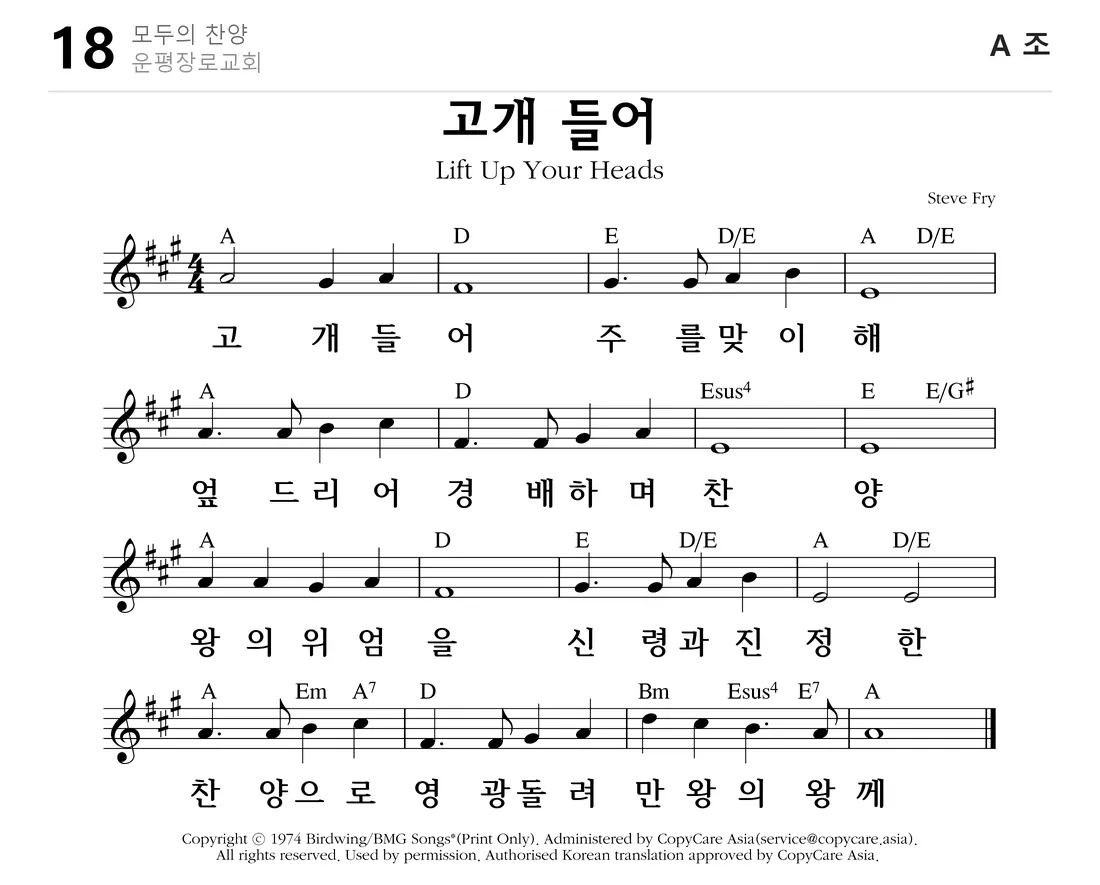 18 모두의 찬양
운평장로교회
A 조
고개 들어
Lift Up Your Heads
Steve Fry
A D E D/E A D/E
4
4
고 개 들 어 주 를 맞 이 해
A D Esus4 E E/G#
엎 드 리 어 경 배 하 며 찬 양
A D E D/E A D/E
왕 의 위 엄 을 신 령 과 진 정 한
A Em A7 D Bm Esus4 E7 A
찬 양 으 로 영 광 돌 려 만 왕 의 왕 께
Copyright ⓒ 1974 Birdwing/BMG Songs*(Print Only). Administered by CopyCare Asia(service@copycare.asia).
All rights reserved. Used by permission. Authorised Korean translation approved by CopyCare Asia.